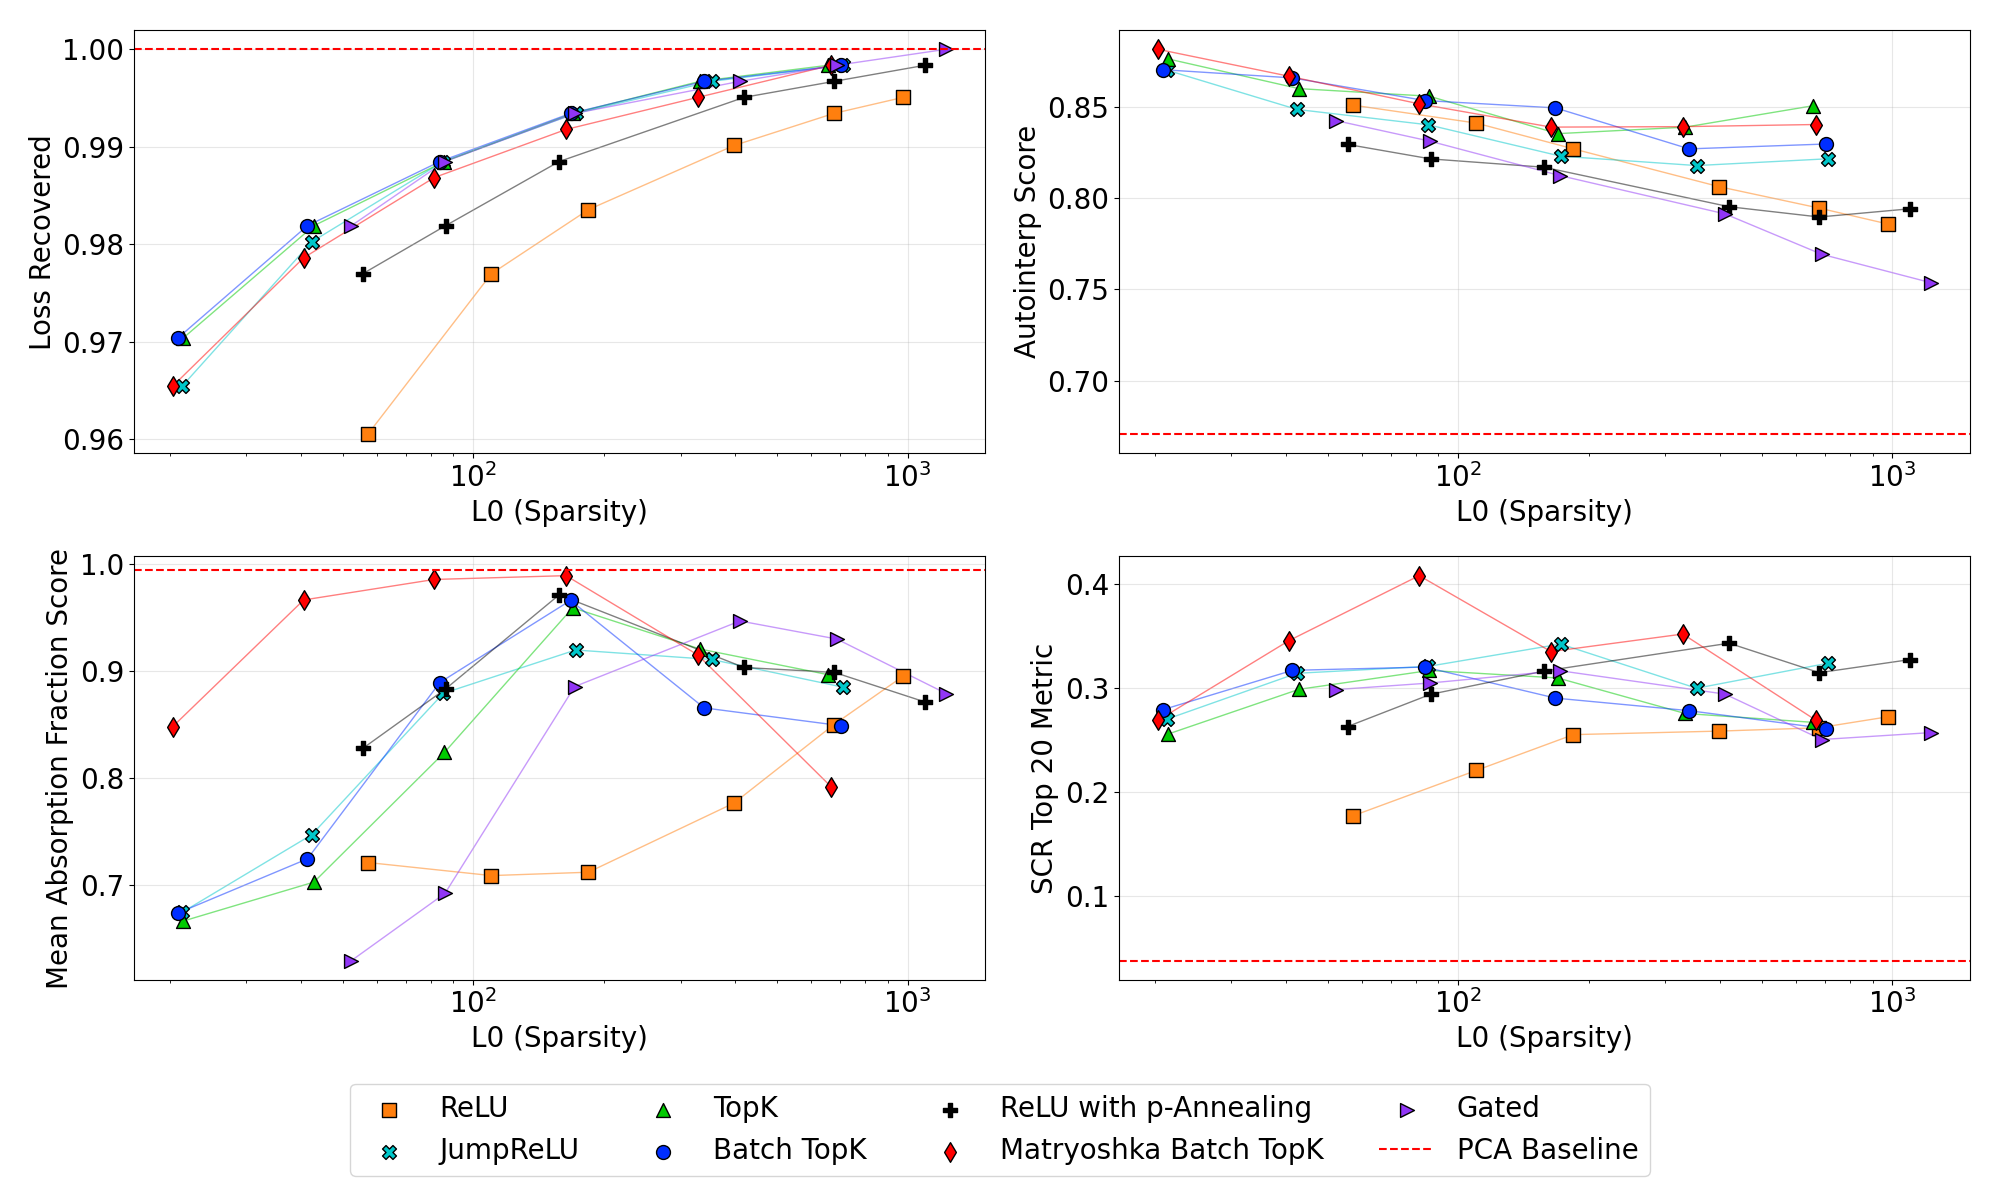 Loss Recovered
1.00
0.99
0.98
0.97
0.96
10²
10³
L0 (Sparsity)
Autointerp Score
0.85
0.80
0.75
0.70
10²
10³
L0 (Sparsity)
Mean Absorption Fraction Score
1.0
0.9
0.8
0.7
10²
10³
L0 (Sparsity)
SCR Top 20 Metric
0.4
0.3
0.2
0.1
10²
10³
L0 (Sparsity)
ReLU
JumpReLU
TopK
Batch TopK
ReLU with p-Annealing
Matryoshka Batch TopK
Gated
PCA Baseline